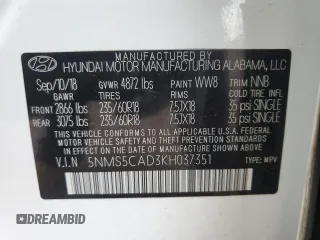 HYUNDAI MOTOR MANUFACTURING ALABAMA, LLC
Sep/10/18 GVWR 4872 lbs PAINT WW8 TRIM NNB
GAWR TIRES RIMS COLD TIRE INFL
FRONT 2866 lbs 235/60R18 7.5JX18 35 psi SINGLE
REAR 3075 lbs 235/60R18 7.5JX18 35 psi SINGLE
THIS VEHICLE CONFORMS TO ALL APPLICABLE U.S. FEDERAL
MOTOR VEHICLE SAFETY AND THEFT PREVENTION STANDARDS
IN EFFECT ON THE DATE OF MANUFACTURE SHOWN ABOVE.
V.I.N 5NMS5CAD3KH037351 TYPE: MPV
DREAMBID